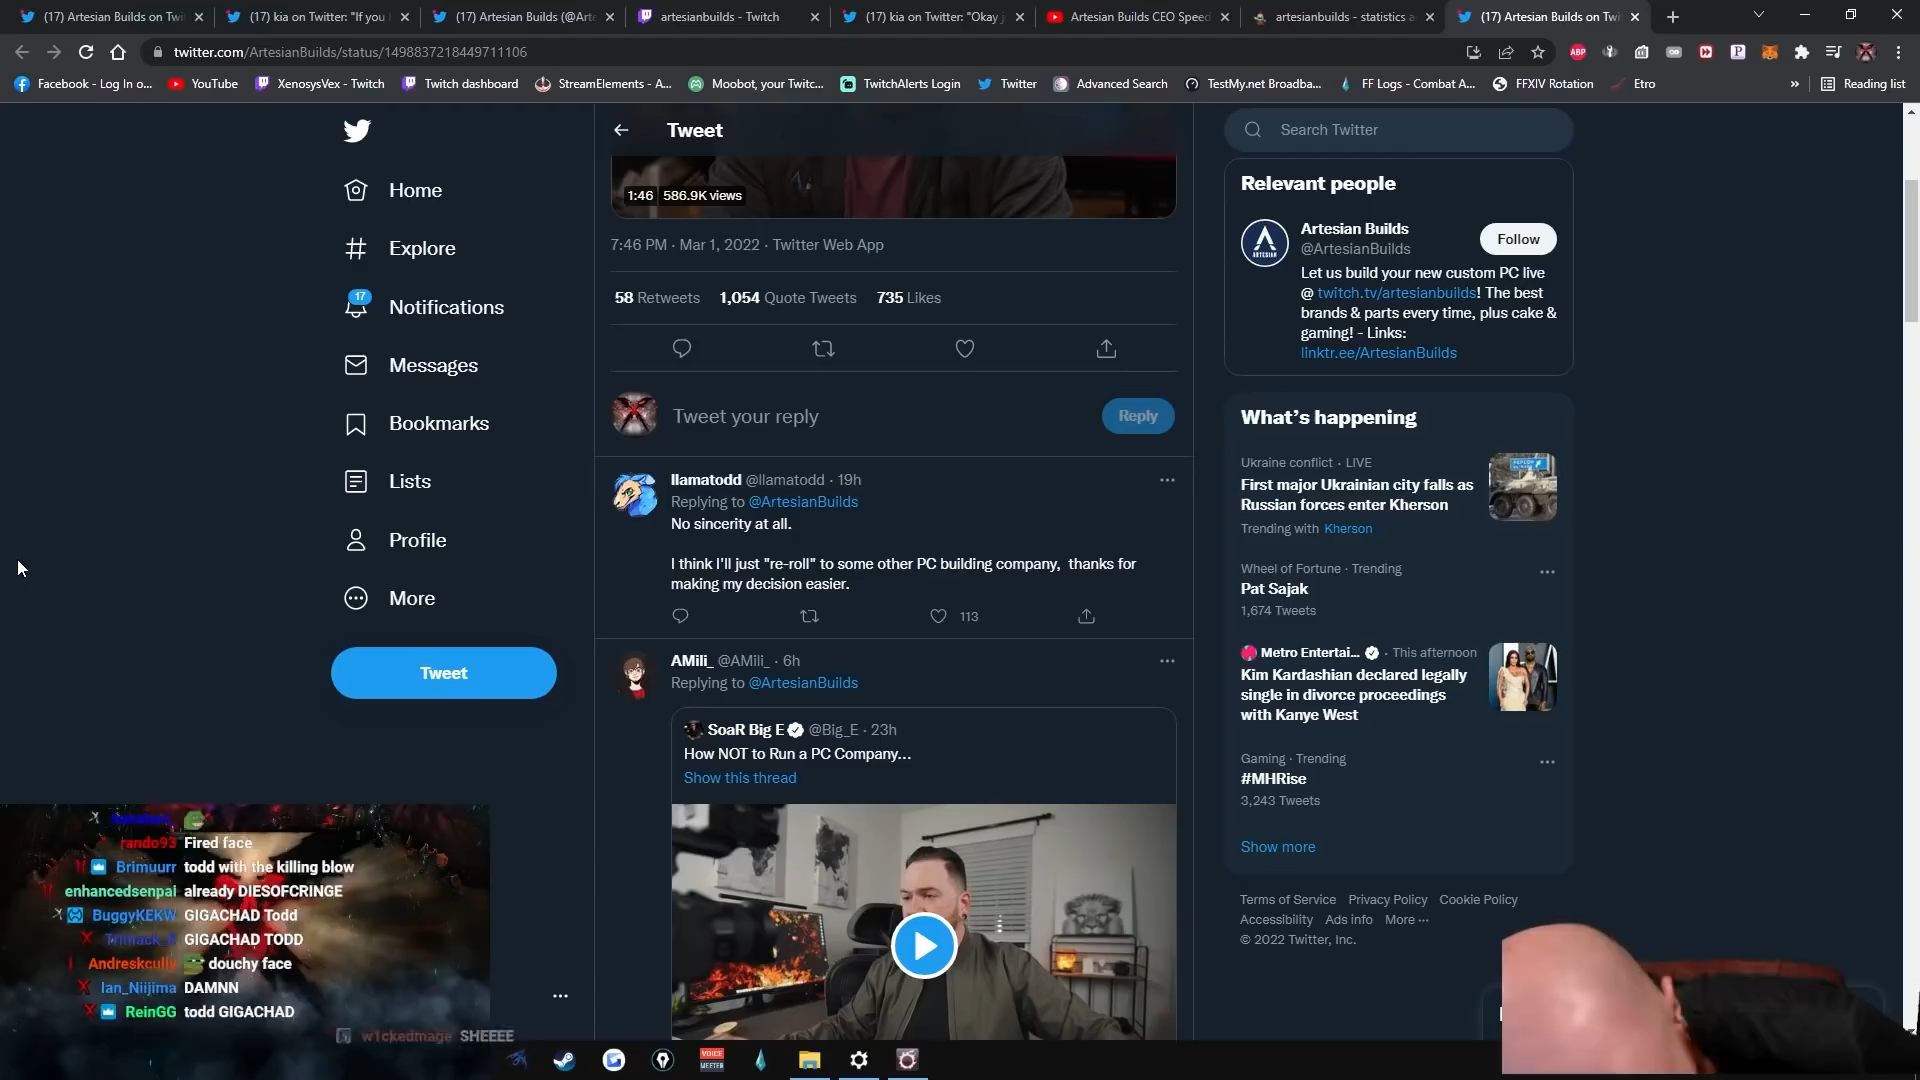 (17) Artesian Builds on Twi
(17) kia on Twitter: "If you
(17) Artesian Builds (@Arte
artesianbuilds - Twitch
(17) kia on Twitter: "Okay
Artesian Builds CEO Speed
artesianbuilds - statistics a
(17) Artesian Builds on Twi
twitter.com/ArtesianBuilds/status/1498837218449711106
ABP
Facebook - Log In o...
YouTube
XenosysVex - Twitch
Twitch dashboard
StreamElements - A...
Moobot, your Twitc...
TwitchAlerts Login
Twitter
Advanced Search
TestMy.net Broadba...
FF Logs - Combat A...
FFXIV Rotation
Etro
Reading list
Home
Explore
17
Notifications
Messages
Bookmarks
Lists
Profile
More
Tweet
Tweet
1:46 586.9K views
7:46 PM · Mar 1, 2022 · Twitter Web App
58 Retweets 1,054 Quote Tweets 735 Likes
Tweet your reply
Reply
llamatodd @llamatodd · 19h
Replying to @ArtesianBuilds
No sincerity at all.
I think I'll just "re-roll" to some other PC building company, thanks for
making my decision easier.
113
AMili_ @AMili_ · 6h
Replying to @ArtesianBuilds
SoaR Big E @Big_E · 23h
How NOT to Run a PC Company...
Show this thread
Search Twitter
Relevant people
ARTESIAN
Artesian Builds
@ArtesianBuilds
Follow
Let us build your new custom PC live
@ twitch.tv/artesianbuilds! The best
brands & parts every time, plus cake &
gaming! - Links:
linktr.ee/ArtesianBuilds
What's happening
Ukraine conflict · LIVE
First major Ukrainian city falls as
Russian forces enter Kherson
Trending with Kherson
Wheel of Fortune · Trending
Pat Sajak
1,674 Tweets
Metro Entertai... · This afternoon
Kim Kardashian declared legally
single in divorce proceedings
with Kanye West
Gaming · Trending
#MHRise
3,243 Tweets
Show more
Terms of Service Privacy Policy Cookie Policy
Accessibility Ads info More ...
© 2022 Twitter, Inc.
rando93 Fired face
Brimuurr todd with the killing blow
enhancedsenpai already DIESOFCRINGE
BuggyKEKW GIGACHAD Todd
GIGACHAD TODD
Andreskcully douchy face
Ian_Niijima DAMNN
ReinGG todd GIGACHAD
w1ckedmage SHEEEE
VOICE
MEETER